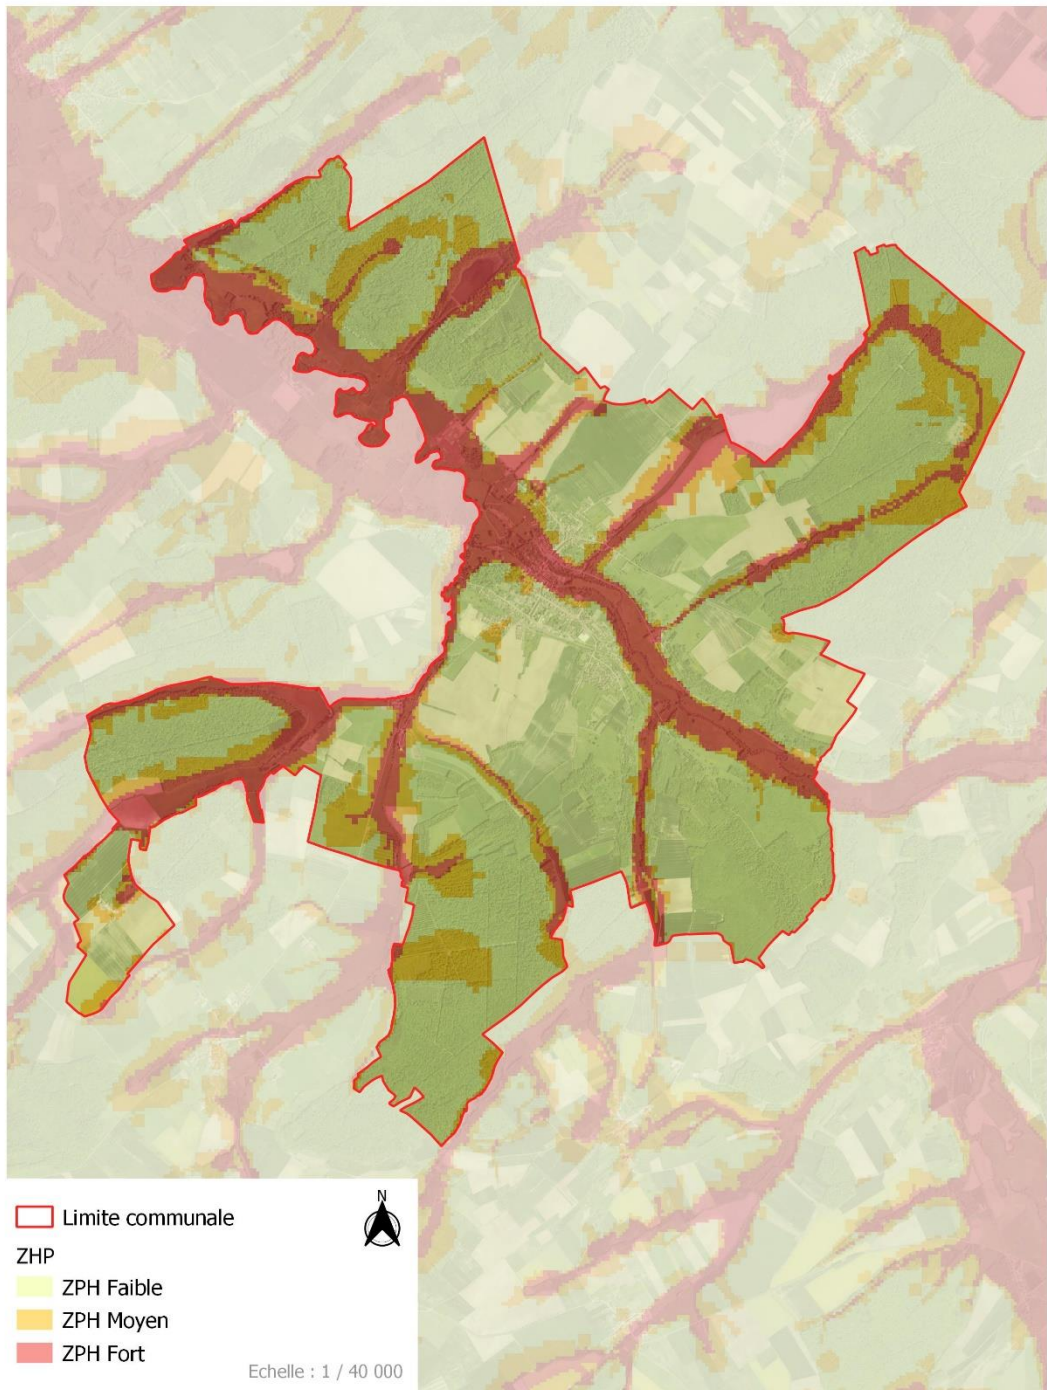 N
Limite communale
ZHP
ZPH Faible
ZPH Moyen
ZPH Fort
Echelle : 1 / 40 000